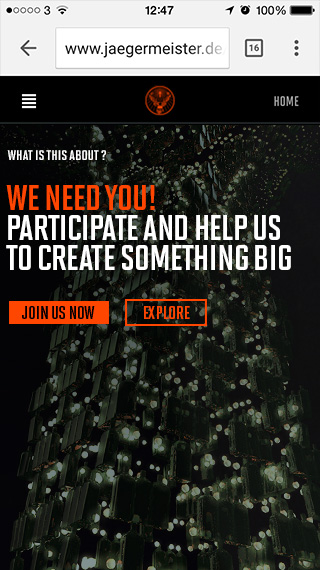 3 12:47 100%
www.jaegermeister.de
16
HOME
WHAT IS THIS ABOUT?
WE NEED YOU!
PARTICIPATE AND HELP US
TO CREATE SOMETHING BIG
JOIN US NOW EXPLORE